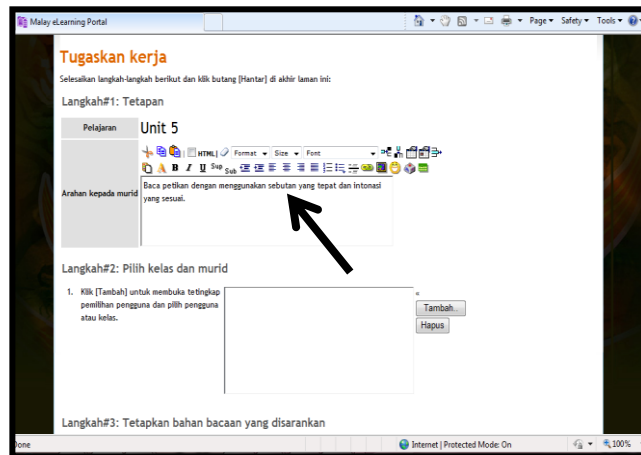 Malay eLearning Portal
Page Safety Tools
Tugaskan kerja
Selesaikan langkah-langkah berikut dan klik butang [Hantar] di akhir laman ini:
Langkah#1: Tetapan
Pelajaran Unit 5
HTML Format Size Font
B I U Sup Sub
Arahan kepada murid
Baca petikan dengan menggunakan sebutan yang tepat dan intonasi
yang sesuai.
Langkah#2: Pilih kelas dan murid
1. Klik [Tambah] untuk membuka tetingkap
pemilihan pengguna dan pilih pengguna
atau kelas.
*
Tambah..
Hapus
Langkah#3: Tetapkan bahan bacaan yang disarankan
Done Internet | Protected Mode: On 100%